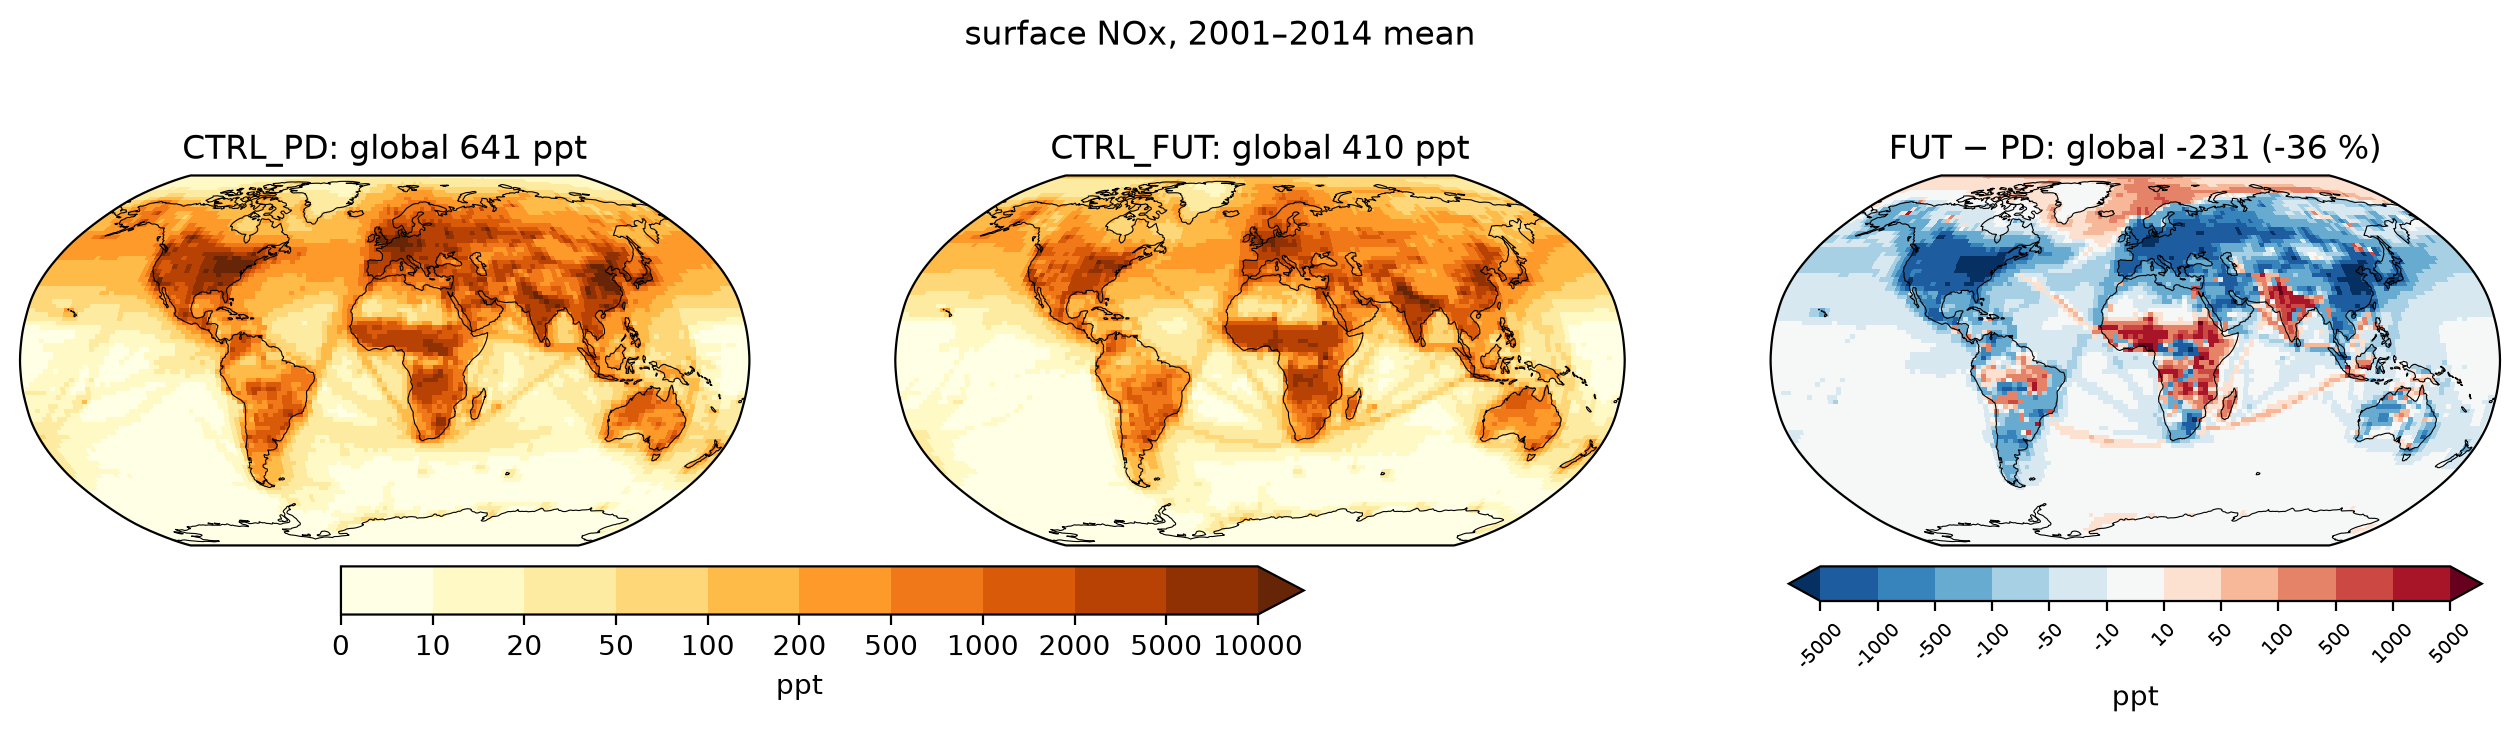 surface NOx, 2001–2014 mean
CTRL_PD: global 641 ppt
CTRL_FUT: global 410 ppt
FUT − PD: global -231 (-36 %)
0 10 20 50 100 200 500 1000 2000 5000 10000
ppt
-5000 -1000 -500 -100 -50 -10 10 50 100 500 1000 5000
ppt